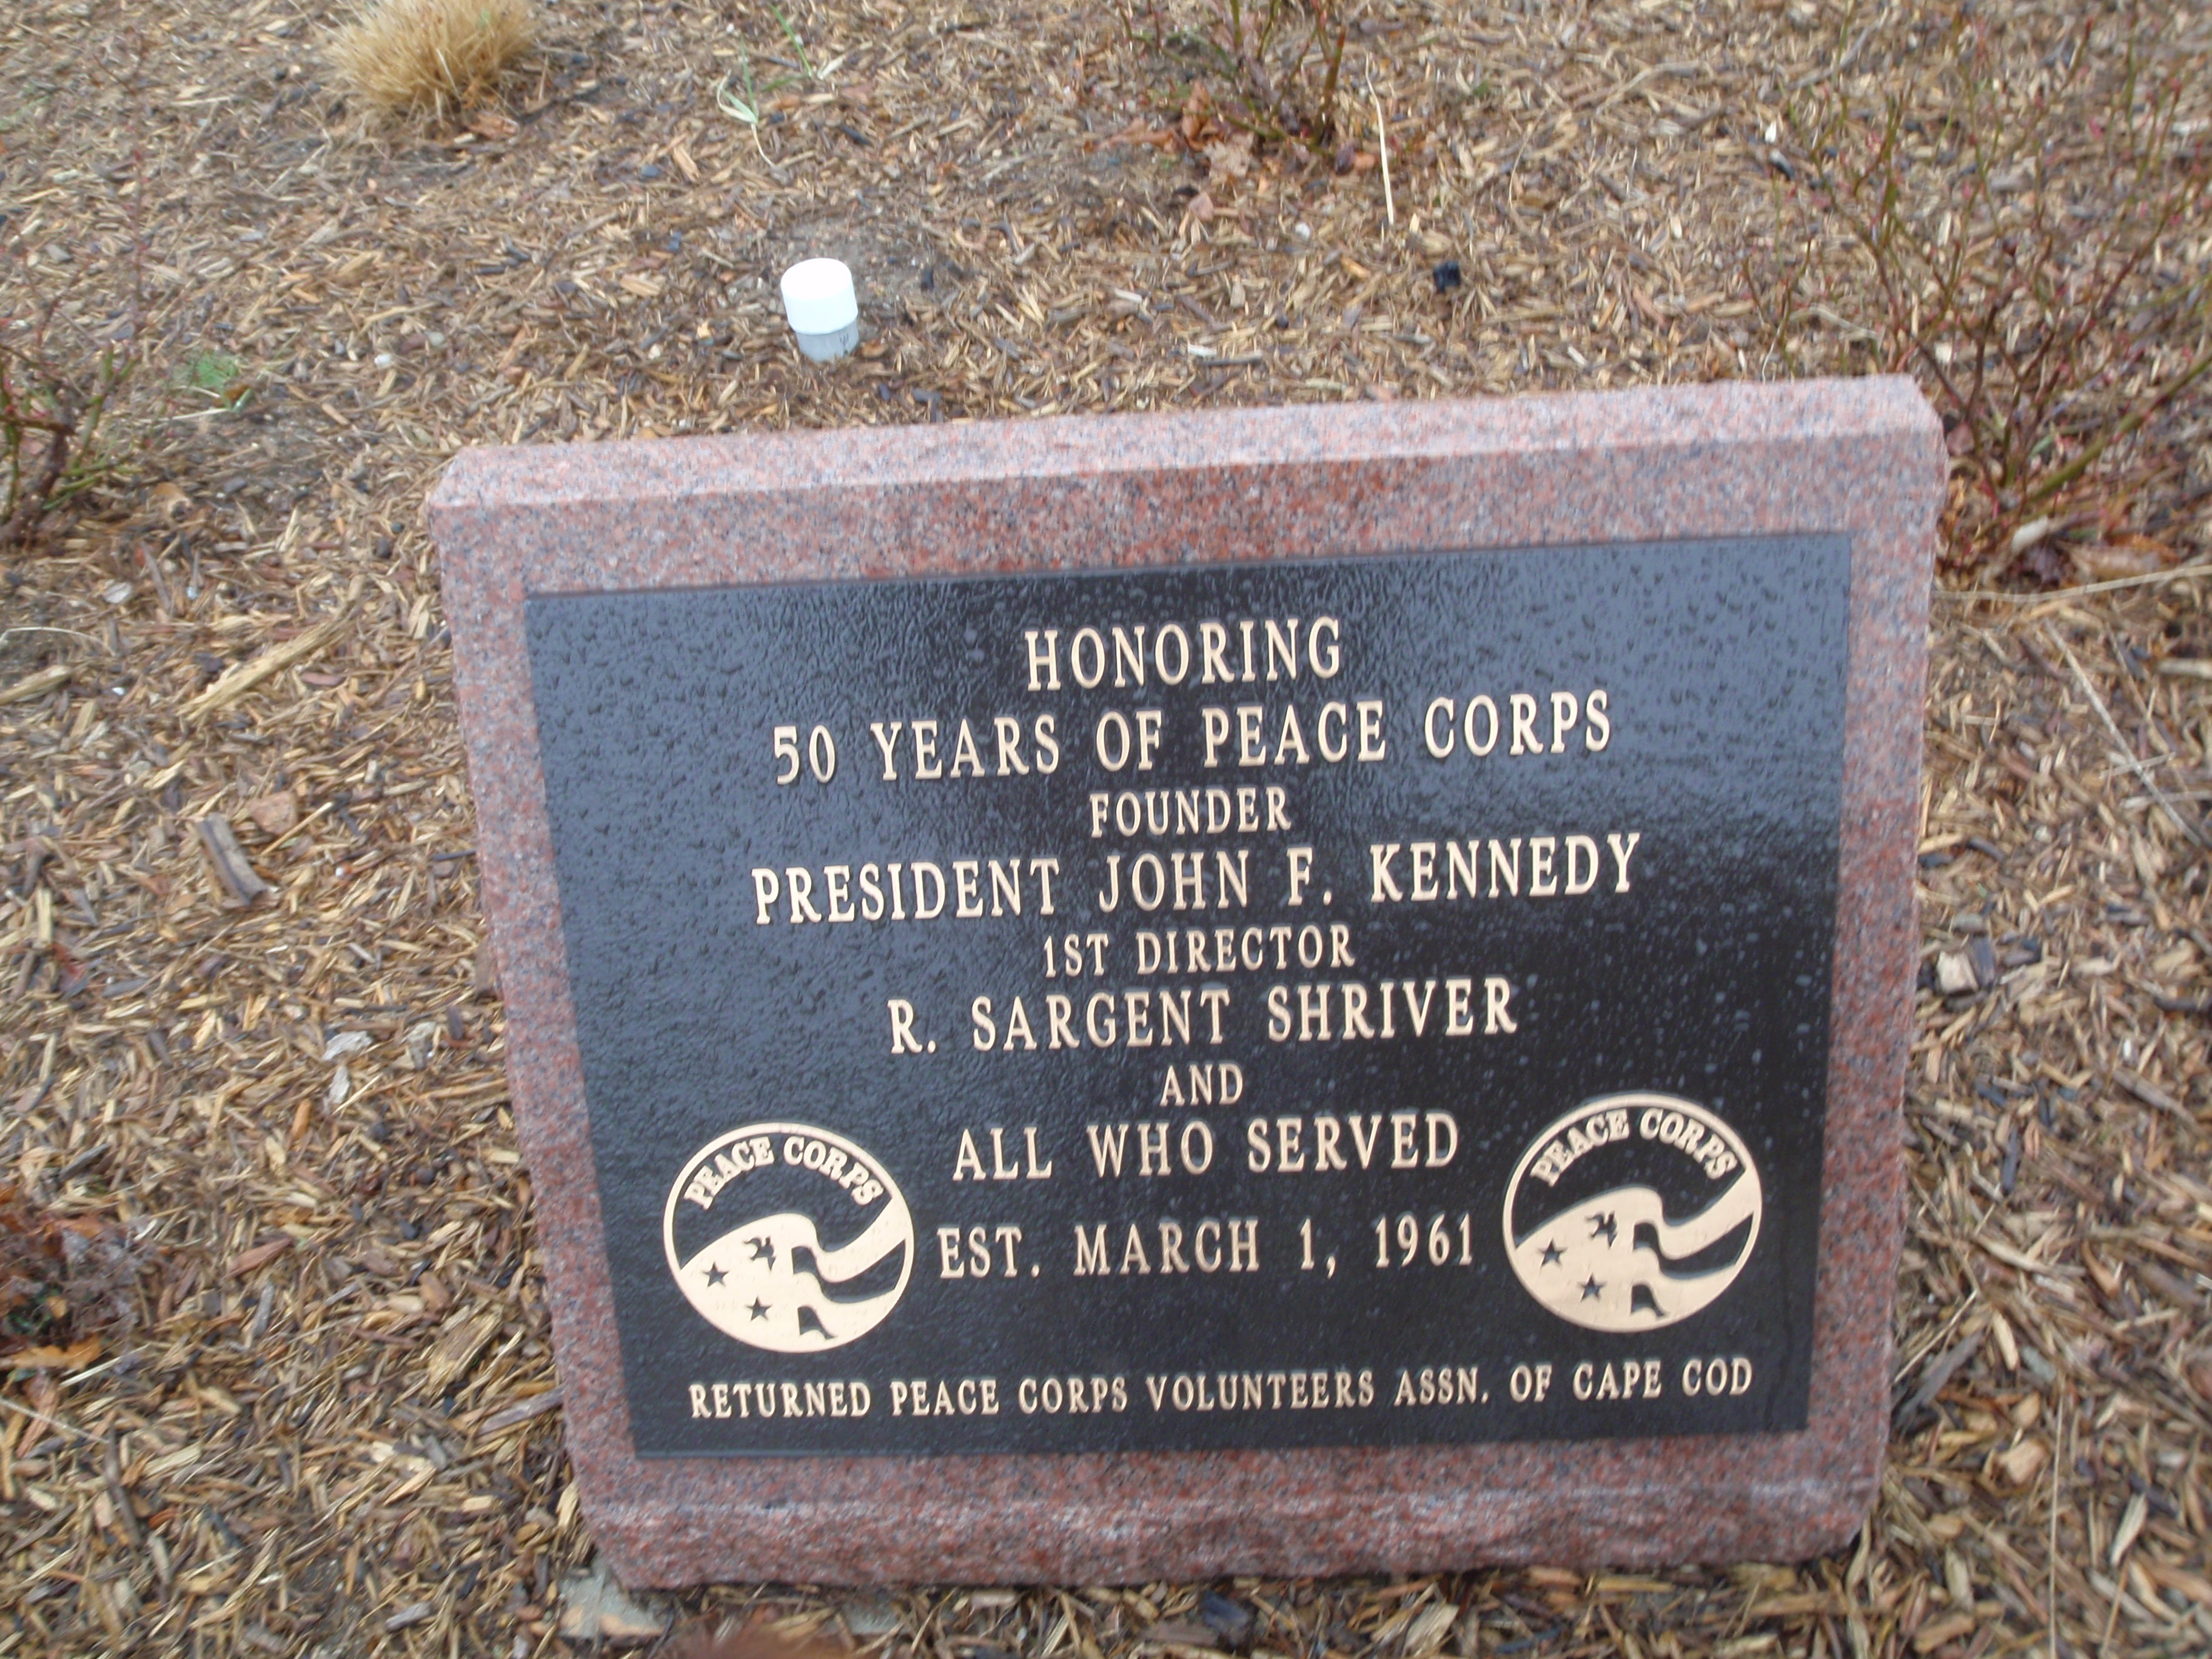 HONORING
50 YEARS OF PEACE CORPS
FOUNDER
PRESIDENT JOHN F. KENNEDY
1ST DIRECTOR
R. SARGENT SHRIVER
AND
ALL WHO SERVED
EST. MARCH 1, 1961
PEACE CORPS
PEACE CORPS
RETURNED PEACE CORPS VOLUNTEERS ASSN. OF CAPE COD